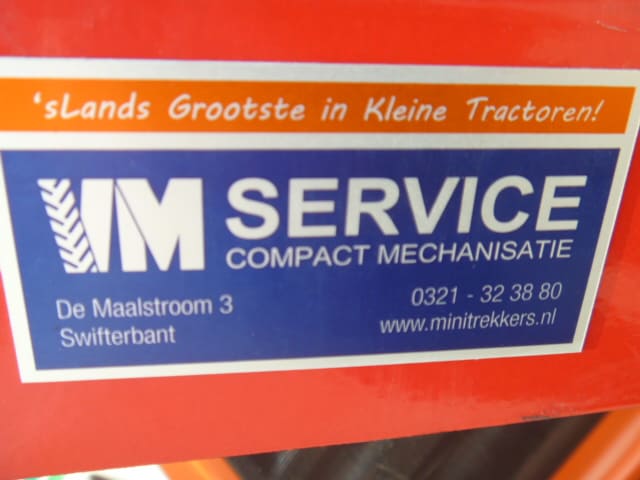 'sLands Grootste in Kleine Tractoren!
VM SERVICE
COMPACT MECHANISATIE
De Maalstroom 3
Swifterbant
0321 - 32 38 80
www.minitrekkers.nl